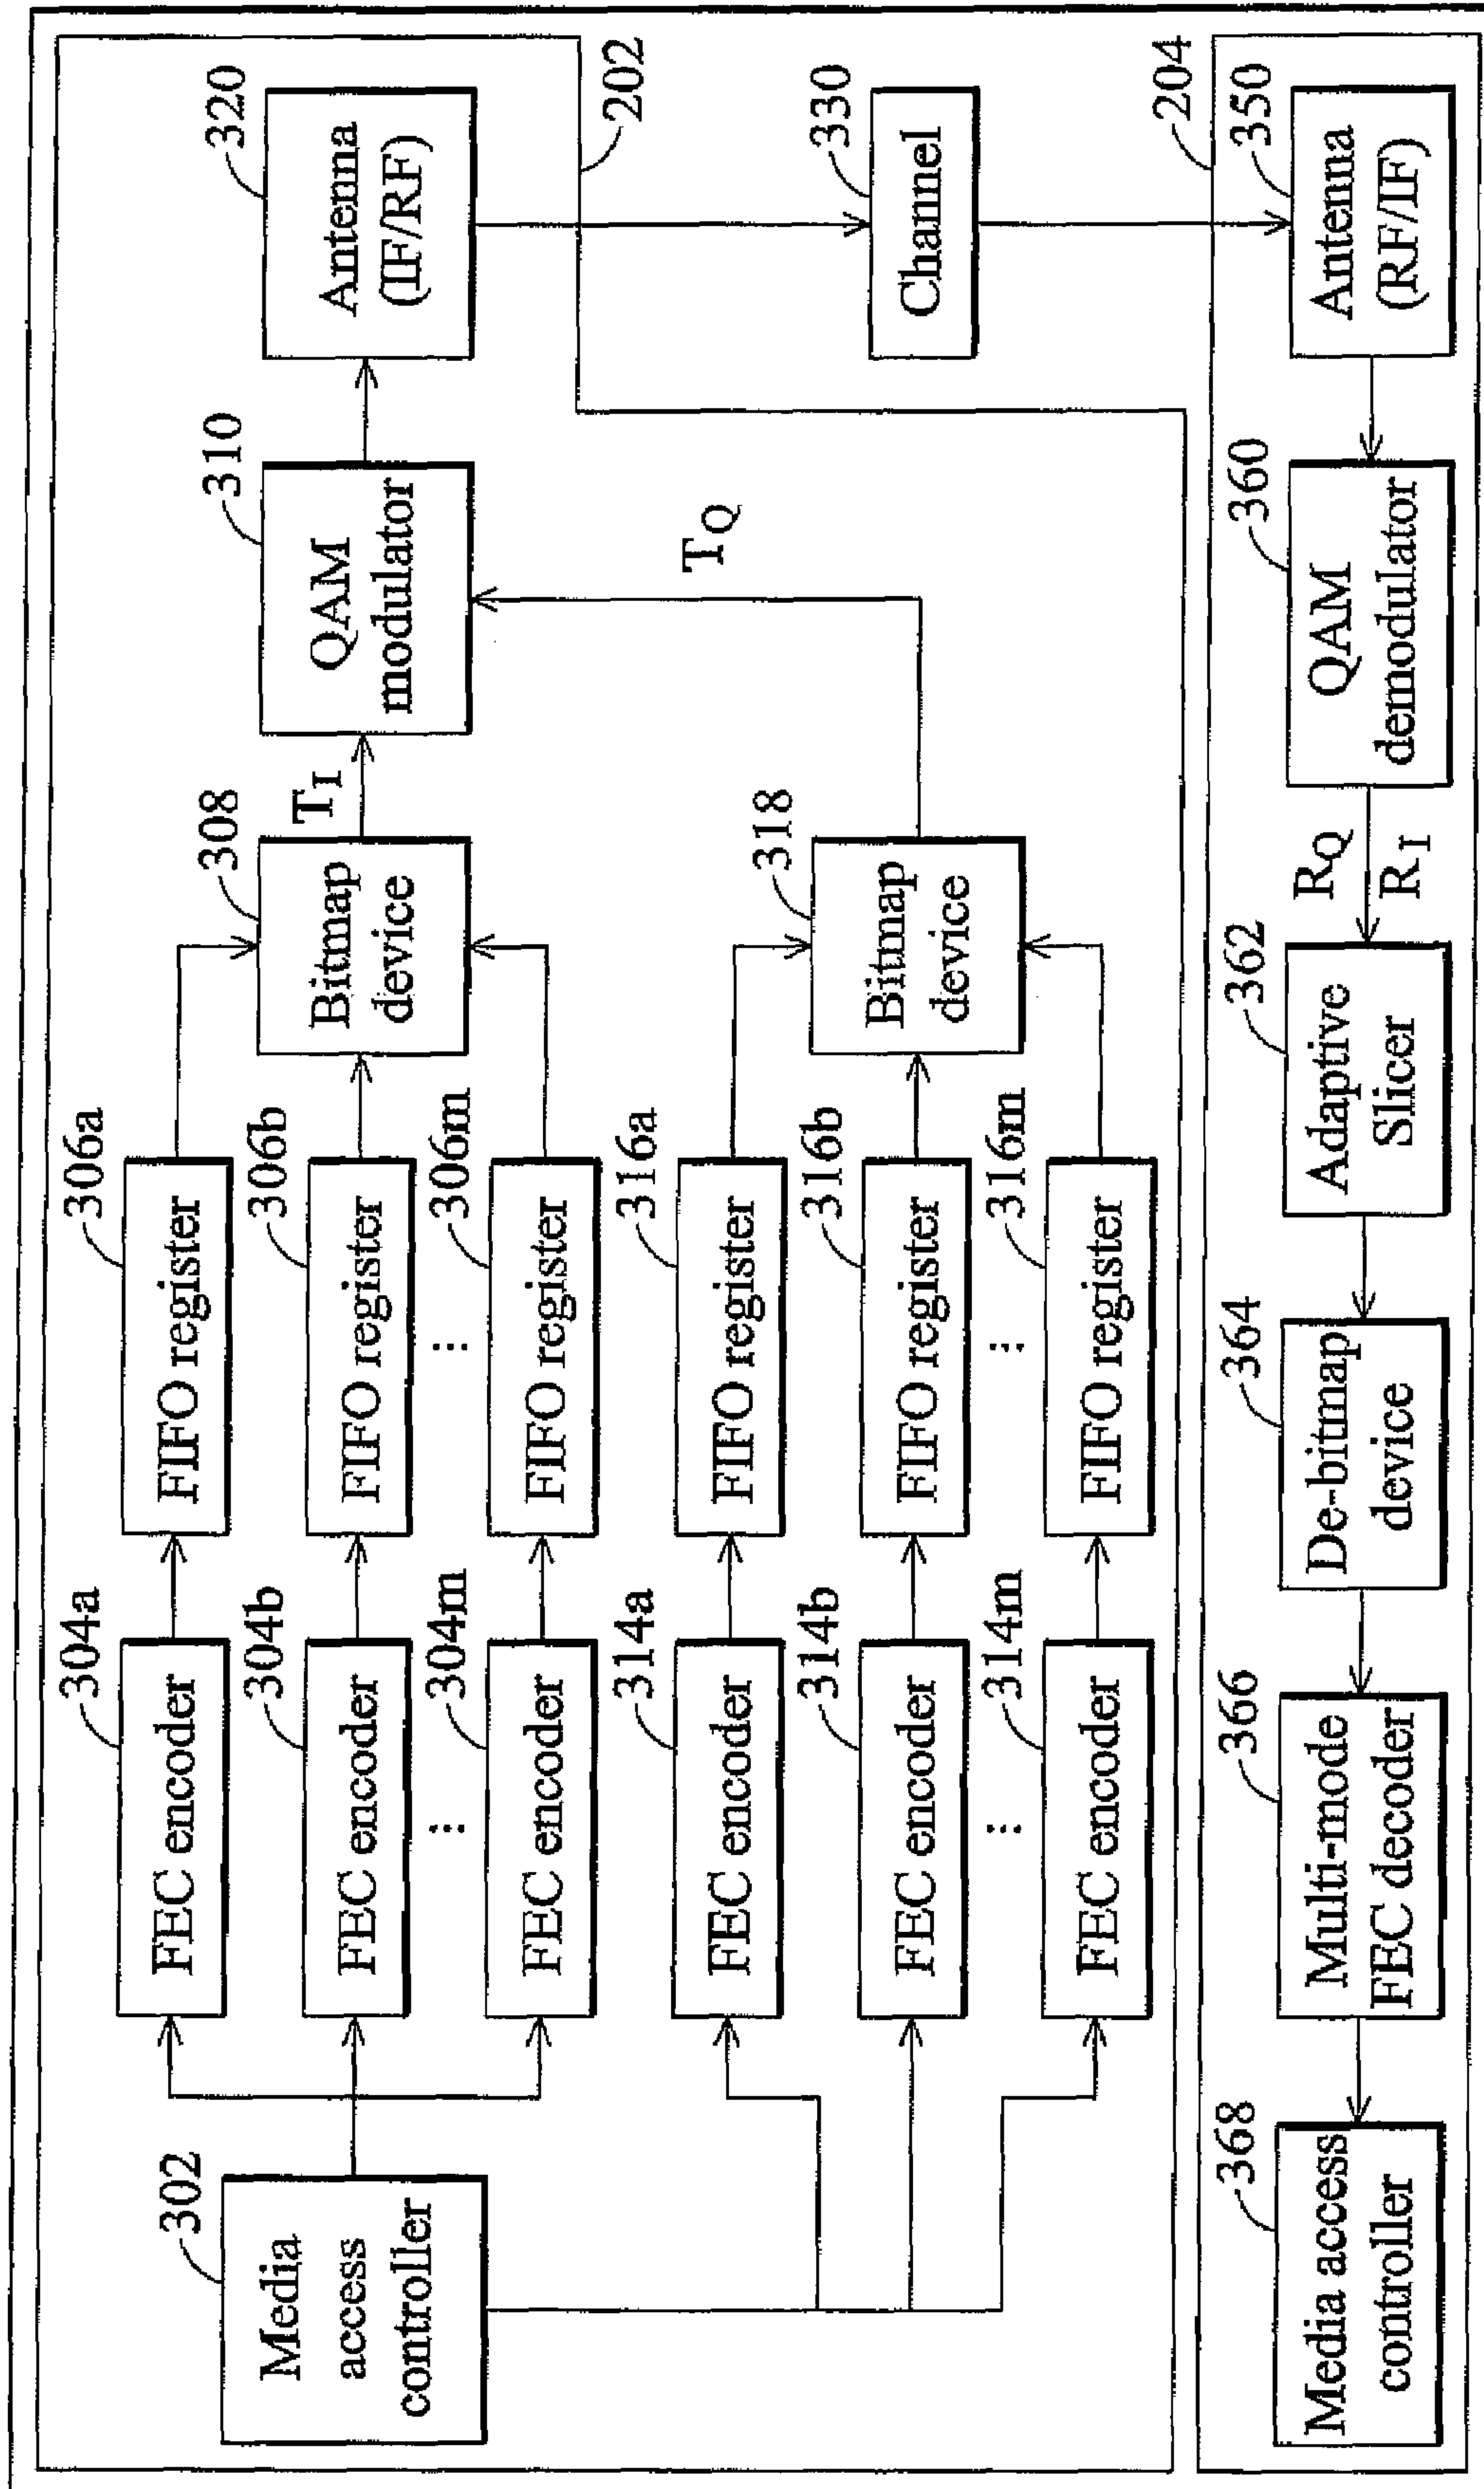 302
Media
access
controller
304a
FEC encoder
304b
FEC encoder
⋮
304m
FEC encoder
314a
FEC encoder
314b
FEC encoder
⋮
314m
FEC encoder
306a
FIFO register
306b
FIFO register
⋮
306m
FIFO register
316a
FIFO register
316b
FIFO register
⋮
316m
FIFO register
308
Bitmap
device
318
Bitmap
device
T_I
T_Q
310
QAM
modulator
320
Antenna
(IF/RF)
202
330
Channel
204
350
Antenna
(RF/IF)
360
QAM
demodulator
R_Q
R_I
362
Adaptive
Slicer
364
De-bitmap
device
366
Multi-mode
FEC decoder
368
Media access
controller